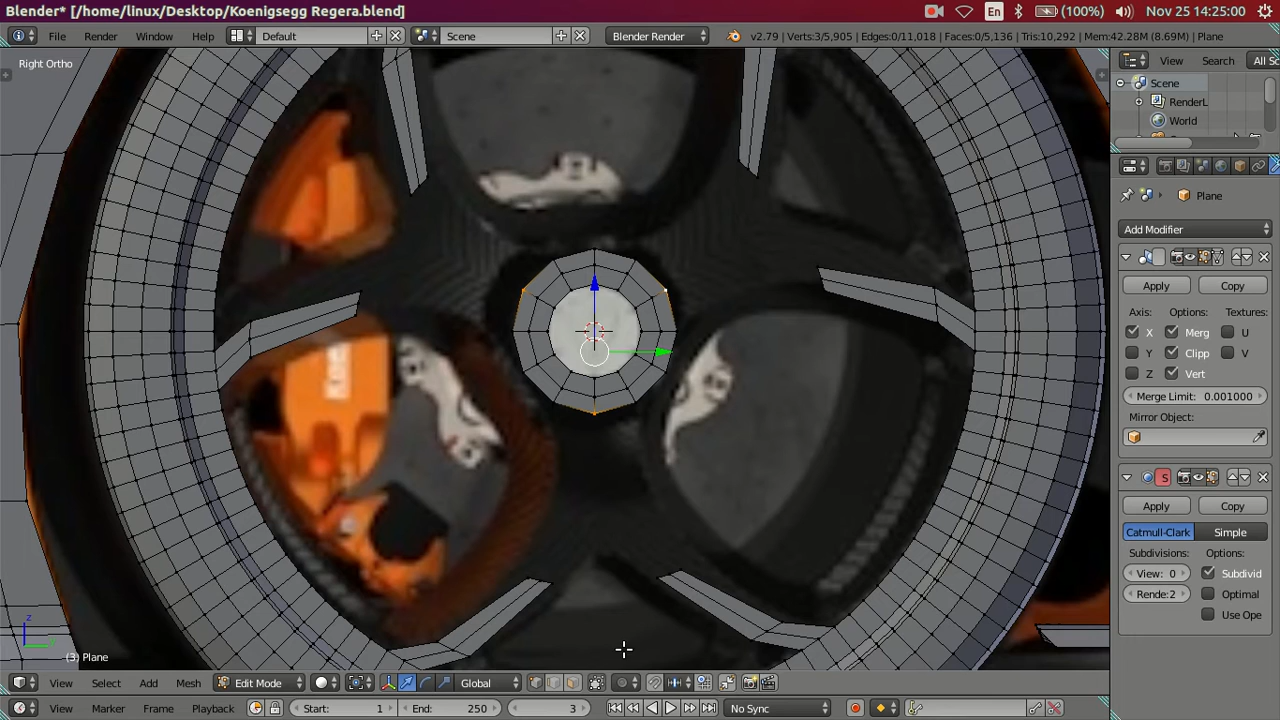 Blender* [/home/linux/Desktop/Koenigsegg Regera.blend]
En (100%) Nov 25 14:25:00
File Render Window Help Default Scene Blender Render v2.79 | Verts:3/5,905 | Edges:0/11,018 | Faces:0/5,136 | Tris:10,292 | Mem:42.28M (8.69M) | Plane
Right Ortho
View Search All Sc
Scene
RenderL
World
Plane
Add Modifier
Apply Copy
Axis: Options: Textures:
X Merg U
Y Clipp V
Z Vert
Merge Limit: 0.001000
Mirror Object:
S
Apply Copy
Catmull-Clark Simple
Subdivisions: Options:
View: 0 Subdivid
Rende:2 Optimal
Use Ope
z
y
(3) Plane
View Select Add Mesh Edit Mode Global
View Marker Frame Playback Start: 1 End: 250 3 No Sync